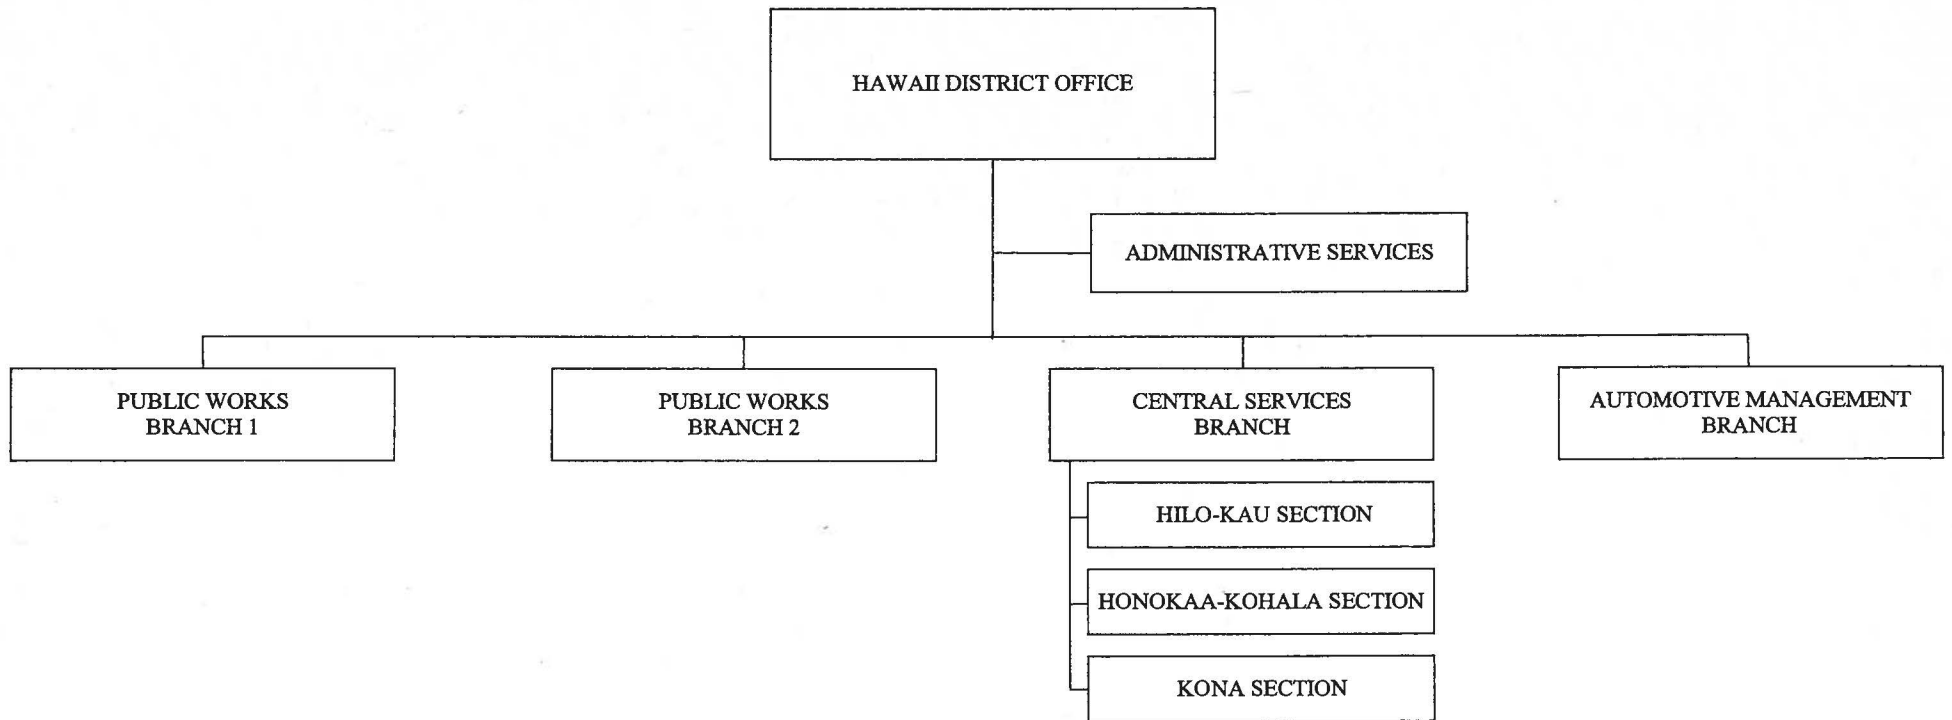 HAWAII DISTRICT OFFICE
ADMINISTRATIVE SERVICES
PUBLIC WORKS
BRANCH 1
PUBLIC WORKS
BRANCH 2
CENTRAL SERVICES
BRANCH
AUTOMOTIVE MANAGEMENT
BRANCH
HILO-KAU SECTION
HONOKAA-KOHALA SECTION
KONA SECTION